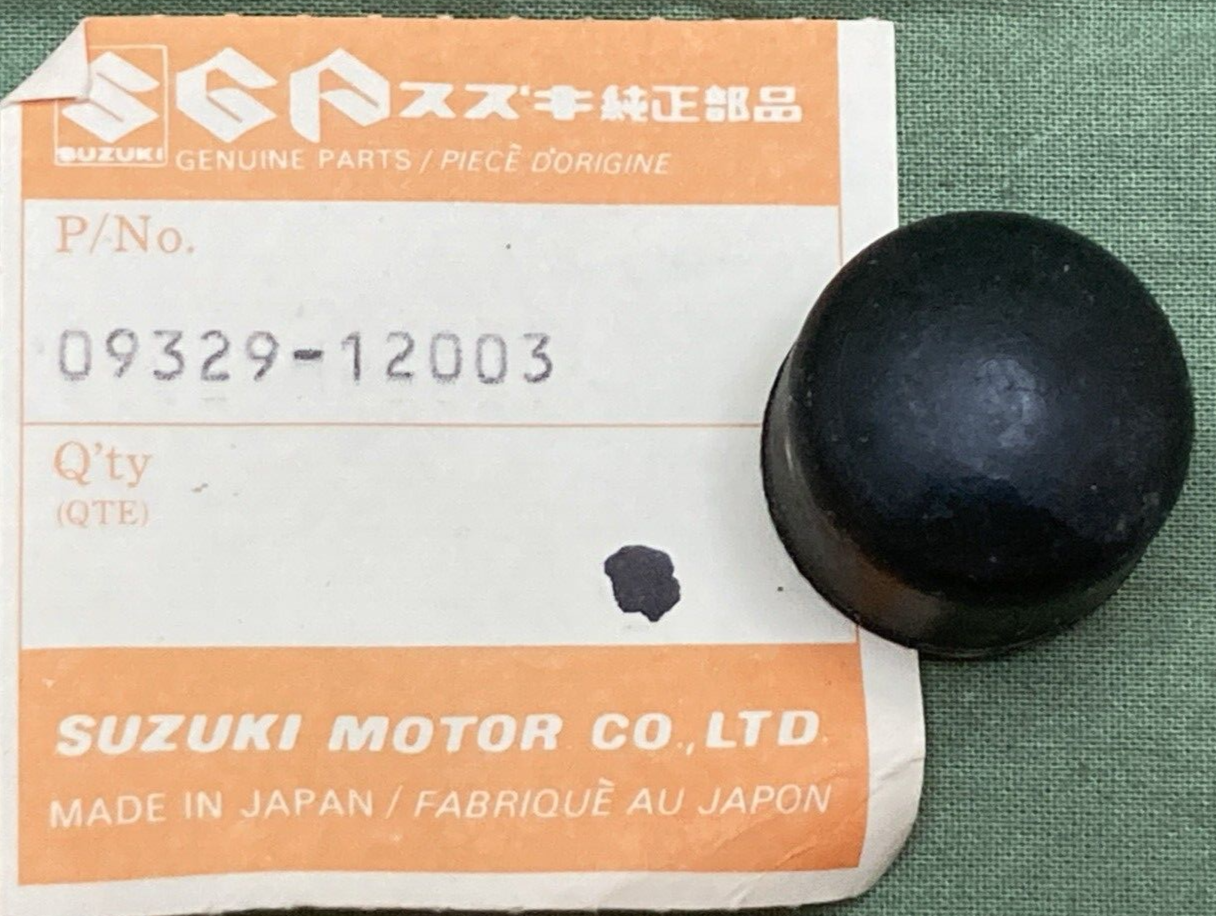 SGP スズキ純正部品
SUZUKI
GENUINE PARTS / PIECÈ D'ORIGINE
P/No.
09329-12003
Q'ty
(QTE)
SUZUKI MOTOR CO.,LTD.
MADE IN JAPAN / FABRIQUÈ AU JAPON